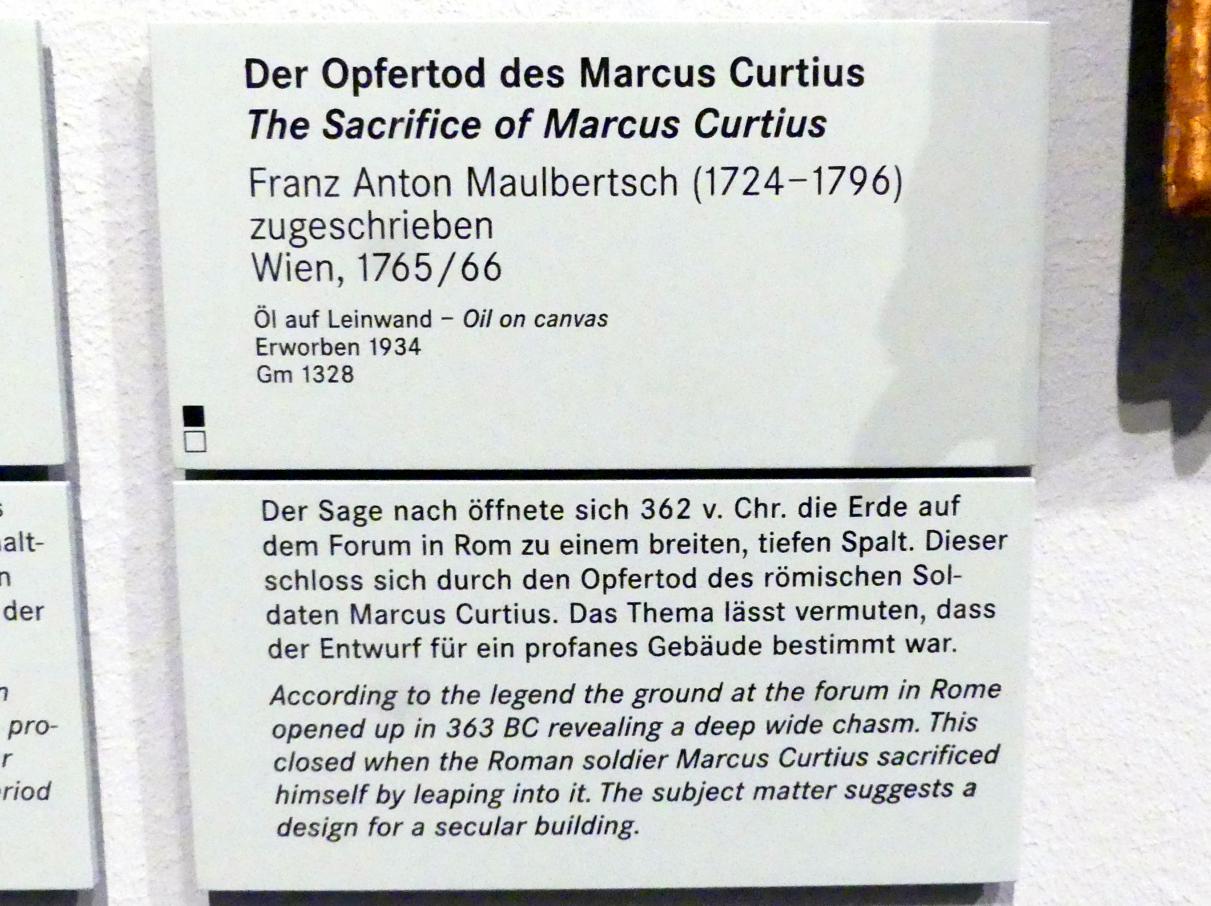 Der Opfertod des Marcus Curtius
The Sacrifice of Marcus Curtius
Franz Anton Maulbertsch (1724–1796)
zugeschrieben
Wien, 1765/66
Öl auf Leinwand – Oil on canvas
Erworben 1934
Gm 1328
Der Sage nach öffnete sich 362 v. Chr. die Erde auf
dem Forum in Rom zu einem breiten, tiefen Spalt. Dieser
schloss sich durch den Opfertod des römischen Sol-
daten Marcus Curtius. Das Thema lässt vermuten, dass
der Entwurf für ein profanes Gebäude bestimmt war.
According to the legend the ground at the forum in Rome
opened up in 363 BC revealing a deep wide chasm. This
closed when the Roman soldier Marcus Curtius sacrificed
himself by leaping into it. The subject matter suggests a
design for a secular building.
der
pro-